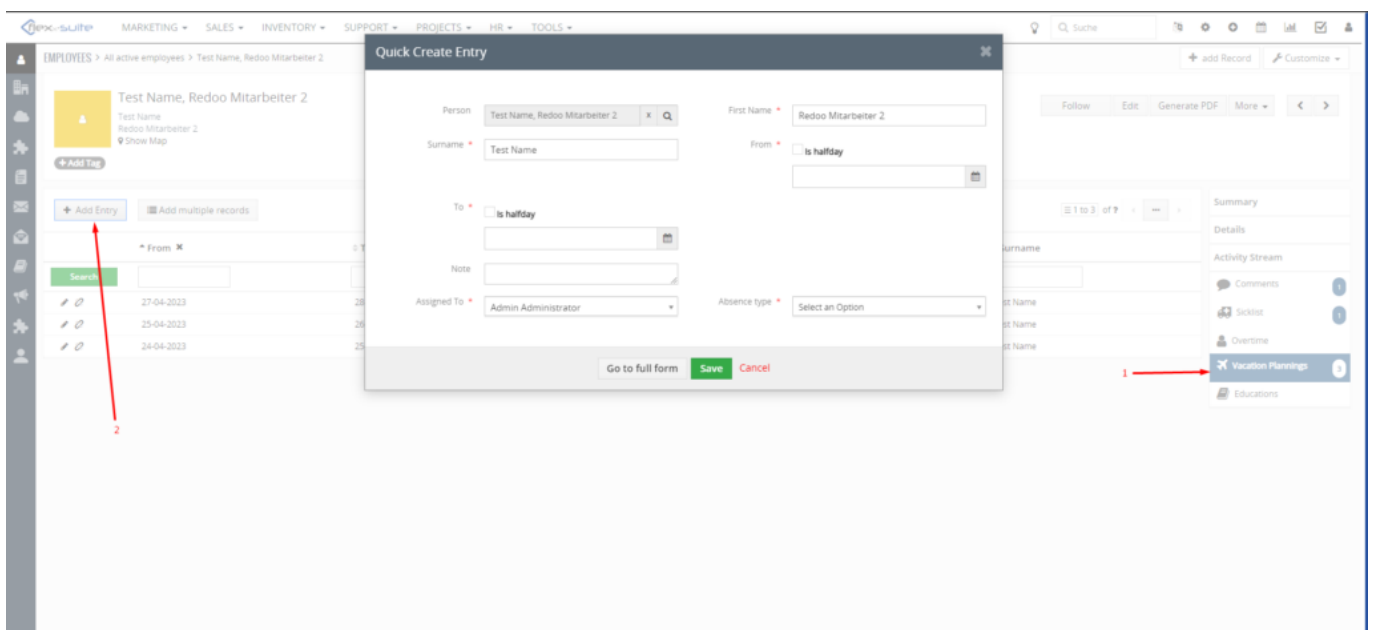 flex-suite MARKETING SALES INVENTORY SUPPORT PROJECTS HR TOOLS Suche
EMPLOYEES > All active employees > Test Name, Redoo Mitarbeiter 2
+ add Record Customize
Test Name, Redoo Mitarbeiter 2
Test Name
Redoo Mitarbeiter 2
Show Map
+ Add Tag
Follow Edit Generate PDF More < >
Quick Create Entry ×
Person Test Name, Redoo Mitarbeiter 2 x First Name * Redoo Mitarbeiter 2
Surname * Test Name From * Is halfday
To * Is halfday
Note
Assigned To * Admin Administrator Absence type * Select an Option
Go to full form Save Cancel
+ Add Entry Add multiple records 1 to 3 of ? < ... >
From ×
Search
27-04-2023 28 st Name
25-04-2023 26 st Name
24-04-2023 25 st Name
2
Summary
Details
Activity Stream
Comments 1
Sicklist 1
Overtime
1 Vacation Plannings 3
Educations